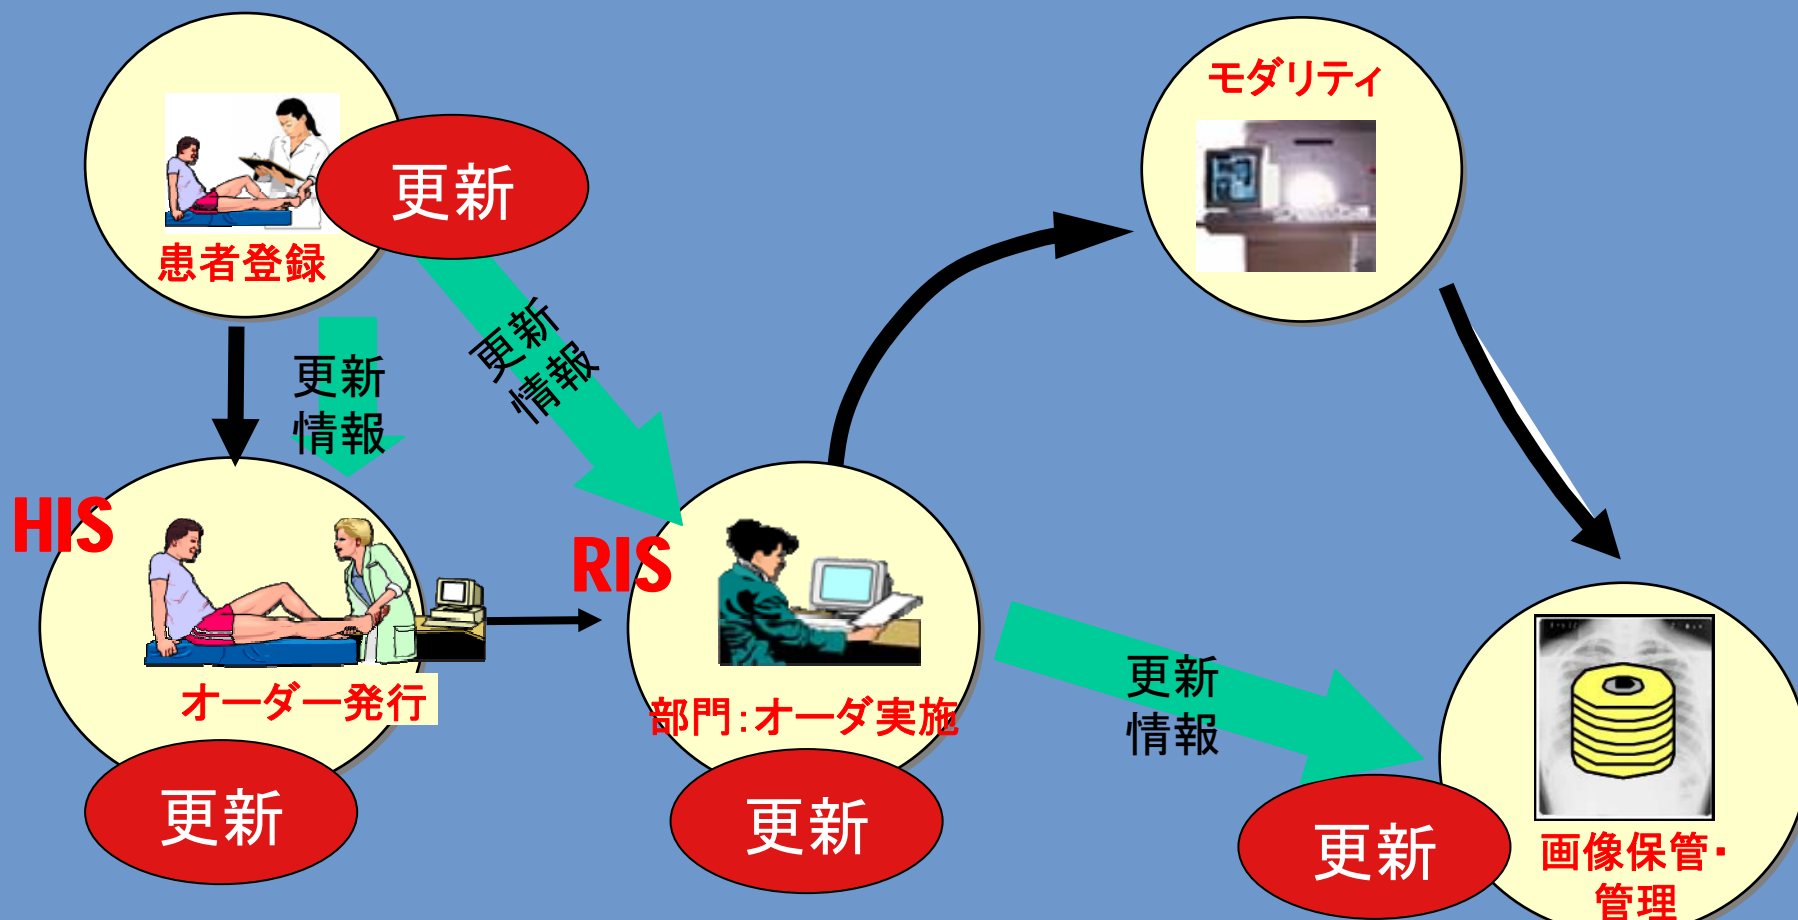 モダリティ
更新
患者登録
更新
情報
更新
情報
HIS
RIS
オーダー発行
部門:オーダ実施
更新
情報
更新
更新
更新
画像保管・
管理